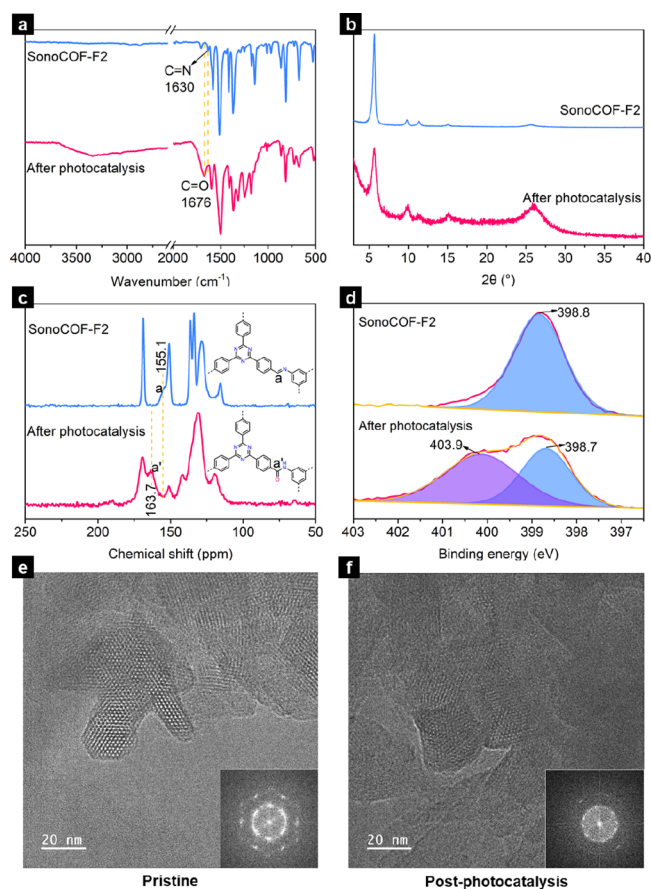 a
SonoCOF-F2
C=N
1630
After photocatalysis
C=O
1676
4000 3000 2000 1500 1000 500
Wavenumber (cm⁻¹)
b
SonoCOF-F2
After photocatalysis
5 10 15 20 25 30 35 40
2θ (°)
c
SonoCOF-F2
155.1
a
N N
N
N
a
After photocatalysis
163.7
a'
N N
N
a' H
N
O
250 200 150 100 50
Chemical shift (ppm)
d
SonoCOF-F2
398.8
After photocatalysis
403.9
398.7
403 402 401 400 399 398 397
Binding energy (eV)
e
20 nm
Pristine
f
20 nm
Post-photocatalysis